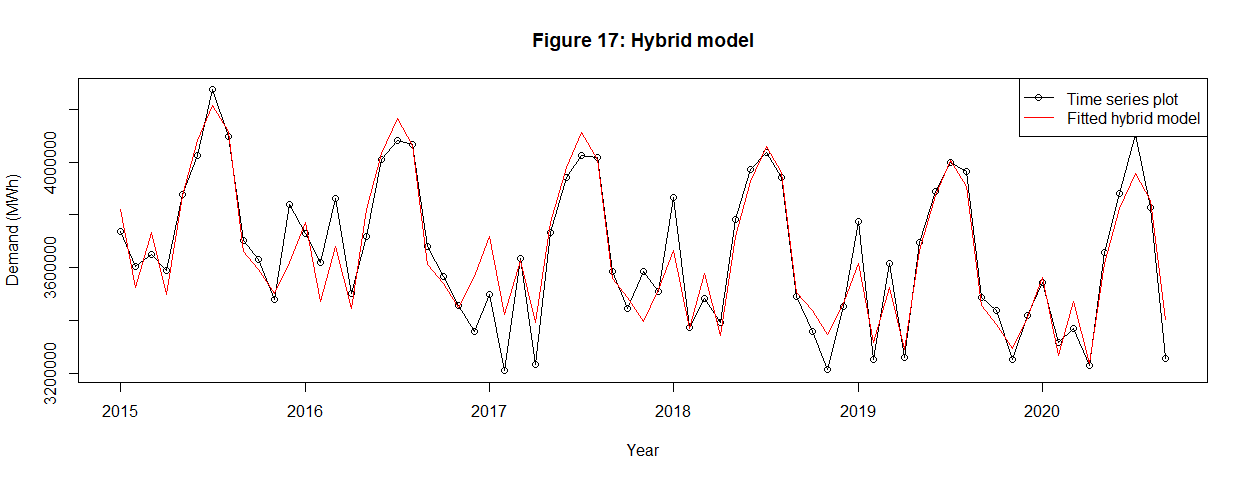 Figure 17: Hybrid model
Time series plot
Fitted hybrid model
Demand (MWh)
4000000
3600000
3200000
2015 2016 2017 2018 2019 2020
Year